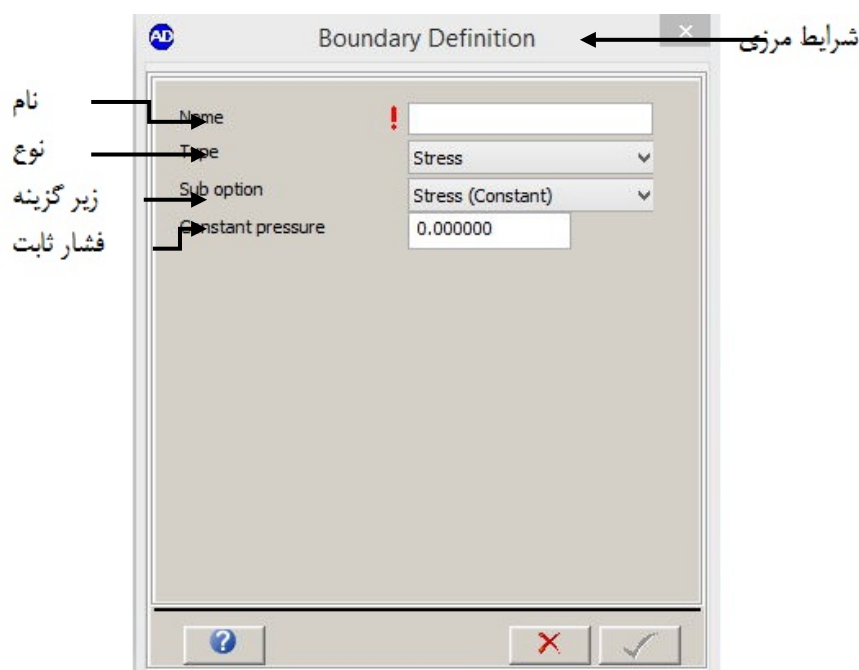 AD Boundary Definition شرایط مرزی
نام Name !
نوع Type Stress
زیر گزینه Sub option Stress (Constant)
فشار ثابت Constant pressure 0.000000
?